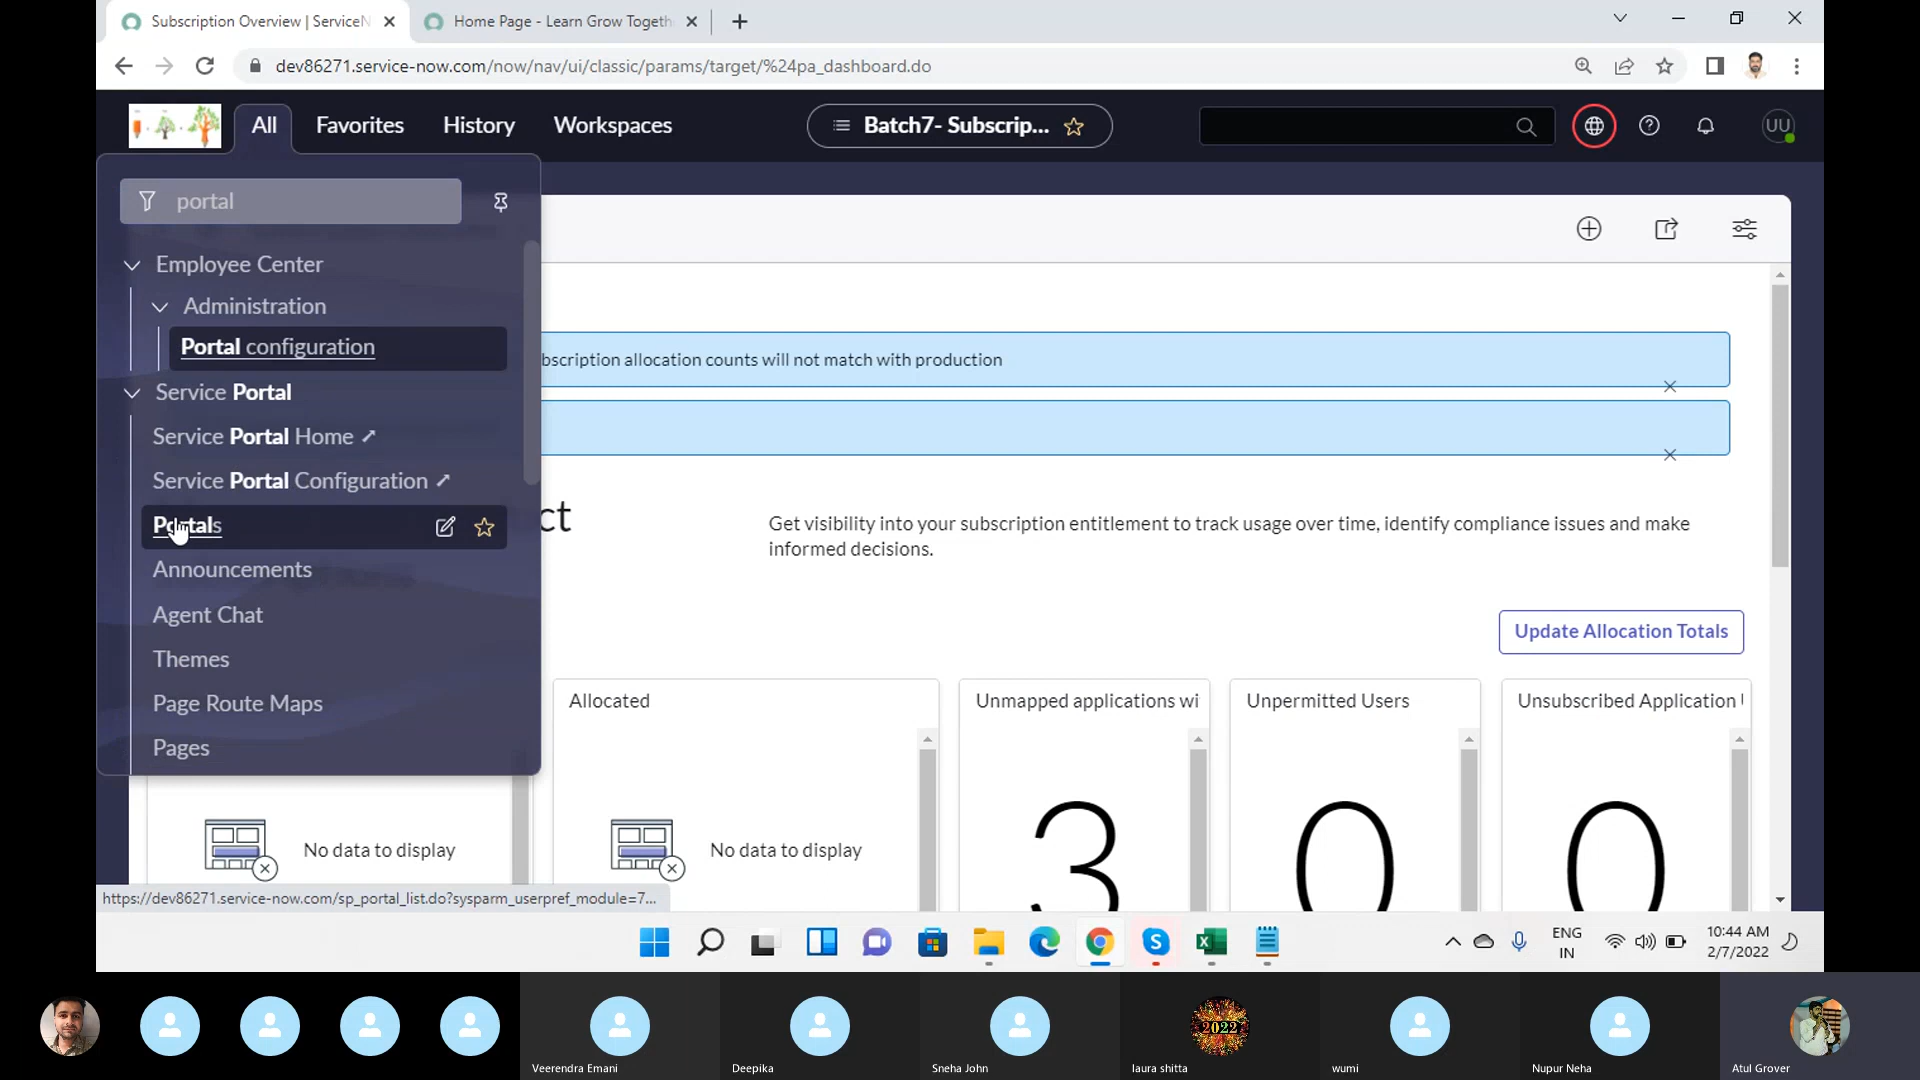 Subscription Overview | ServiceN
Home Page - Learn Grow Togeth
dev86271.service-now.com/now/nav/ui/classic/params/target/%24pa_dashboard.do
All
Favorites
History
Workspaces
Batch7- Subscrip...
UU
portal
Employee Center
Administration
Portal configuration
Service Portal
Service Portal Home
Service Portal Configuration
Portals
Announcements
Agent Chat
Themes
Page Route Maps
Pages
bscription allocation counts will not match with production
ct
Get visibility into your subscription entitlement to track usage over time, identify compliance issues and make
informed decisions.
Update Allocation Totals
Allocated
Unmapped applications wi
Unpermitted Users
Unsubscribed Application
No data to display
No data to display
3
0
0
https://dev86271.service-now.com/sp_portal_list.do?sysparm_userpref_module=7...
ENG
IN
10:44 AM
2/7/2022
2022
Veerendra Emani
Deepika
Sneha John
laura shitta
wumi
Nupur Neha
Atul Grover